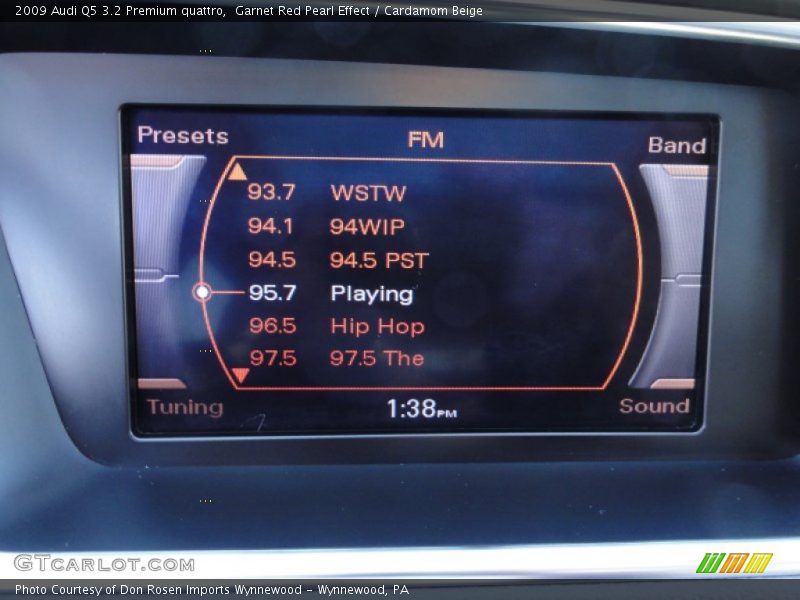 2009 Audi Q5 3.2 Premium quattro,  Garnet Red Pearl Effect / Cardamom Beige
Presets FM Band
93.7 WSTW
94.1 94WIP
94.5 94.5 PST
95.7 Playing
96.5 Hip Hop
97.5 97.5 The
Tuning 1:38PM Sound
GTCARLOT.COM
Photo Courtesy of Don Rosen Imports Wynnewood - Wynnewood, PA